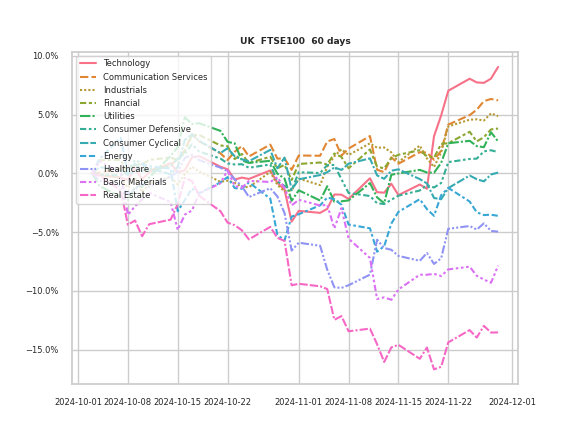 UK  FTSE100  60 days
10.0%
5.0%
0.0%
−5.0%
−10.0%
−15.0%
Technology
Communication Services
Industrials
Financial
Utilities
Consumer Defensive
Consumer Cyclical
Energy
Healthcare
Basic Materials
Real Estate
2024-10-01 2024-10-08 2024-10-15 2024-10-22 2024-11-01 2024-11-08 2024-11-15 2024-11-22 2024-12-01